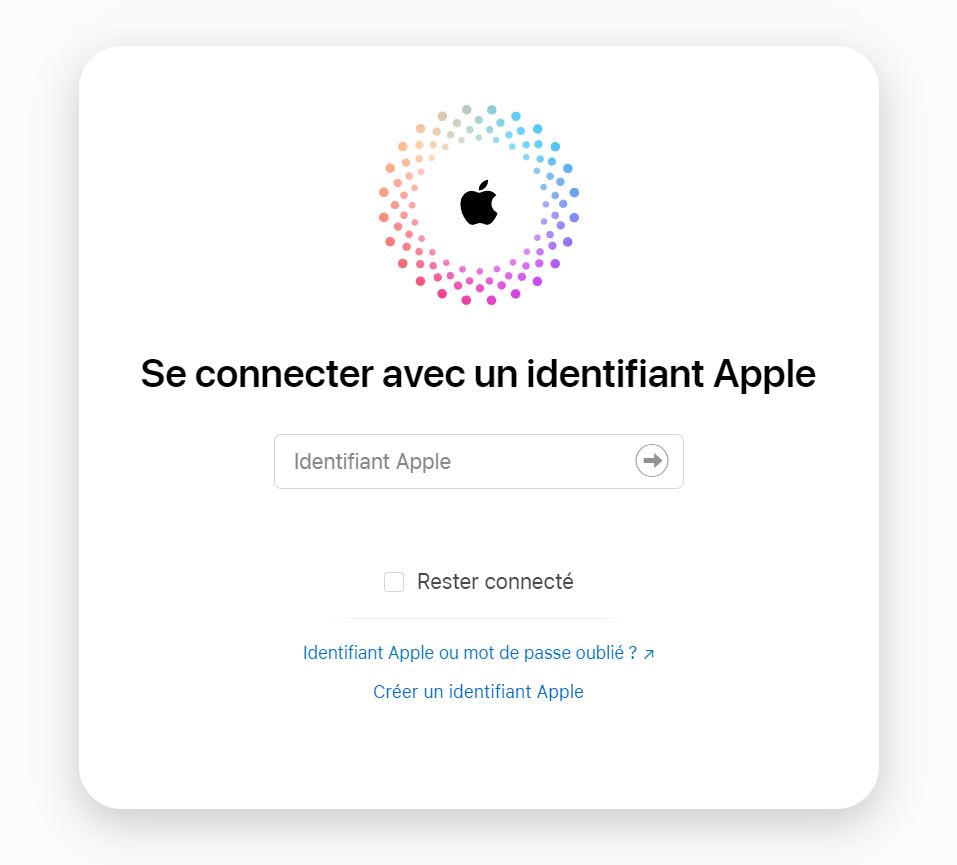 Se connecter avec un identifiant Apple
Identifiant Apple
Rester connecté
Identifiant Apple ou mot de passe oublié ? ↗
Créer un identifiant Apple